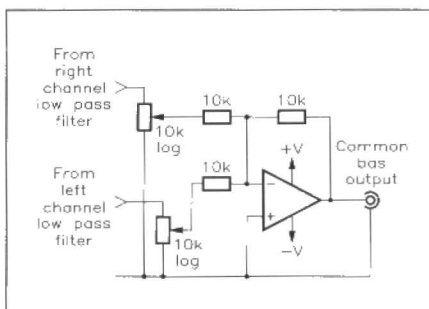 From
right
channel
low pass
filter
10k
10k
10k
log
10k
From
left
channel
low pass
filter
10k
log
+V
−
+
−V
Common
bas
output